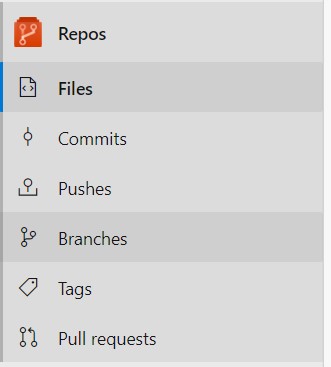 Repos
Files
Commits
Pushes
Branches
Tags
Pull requests